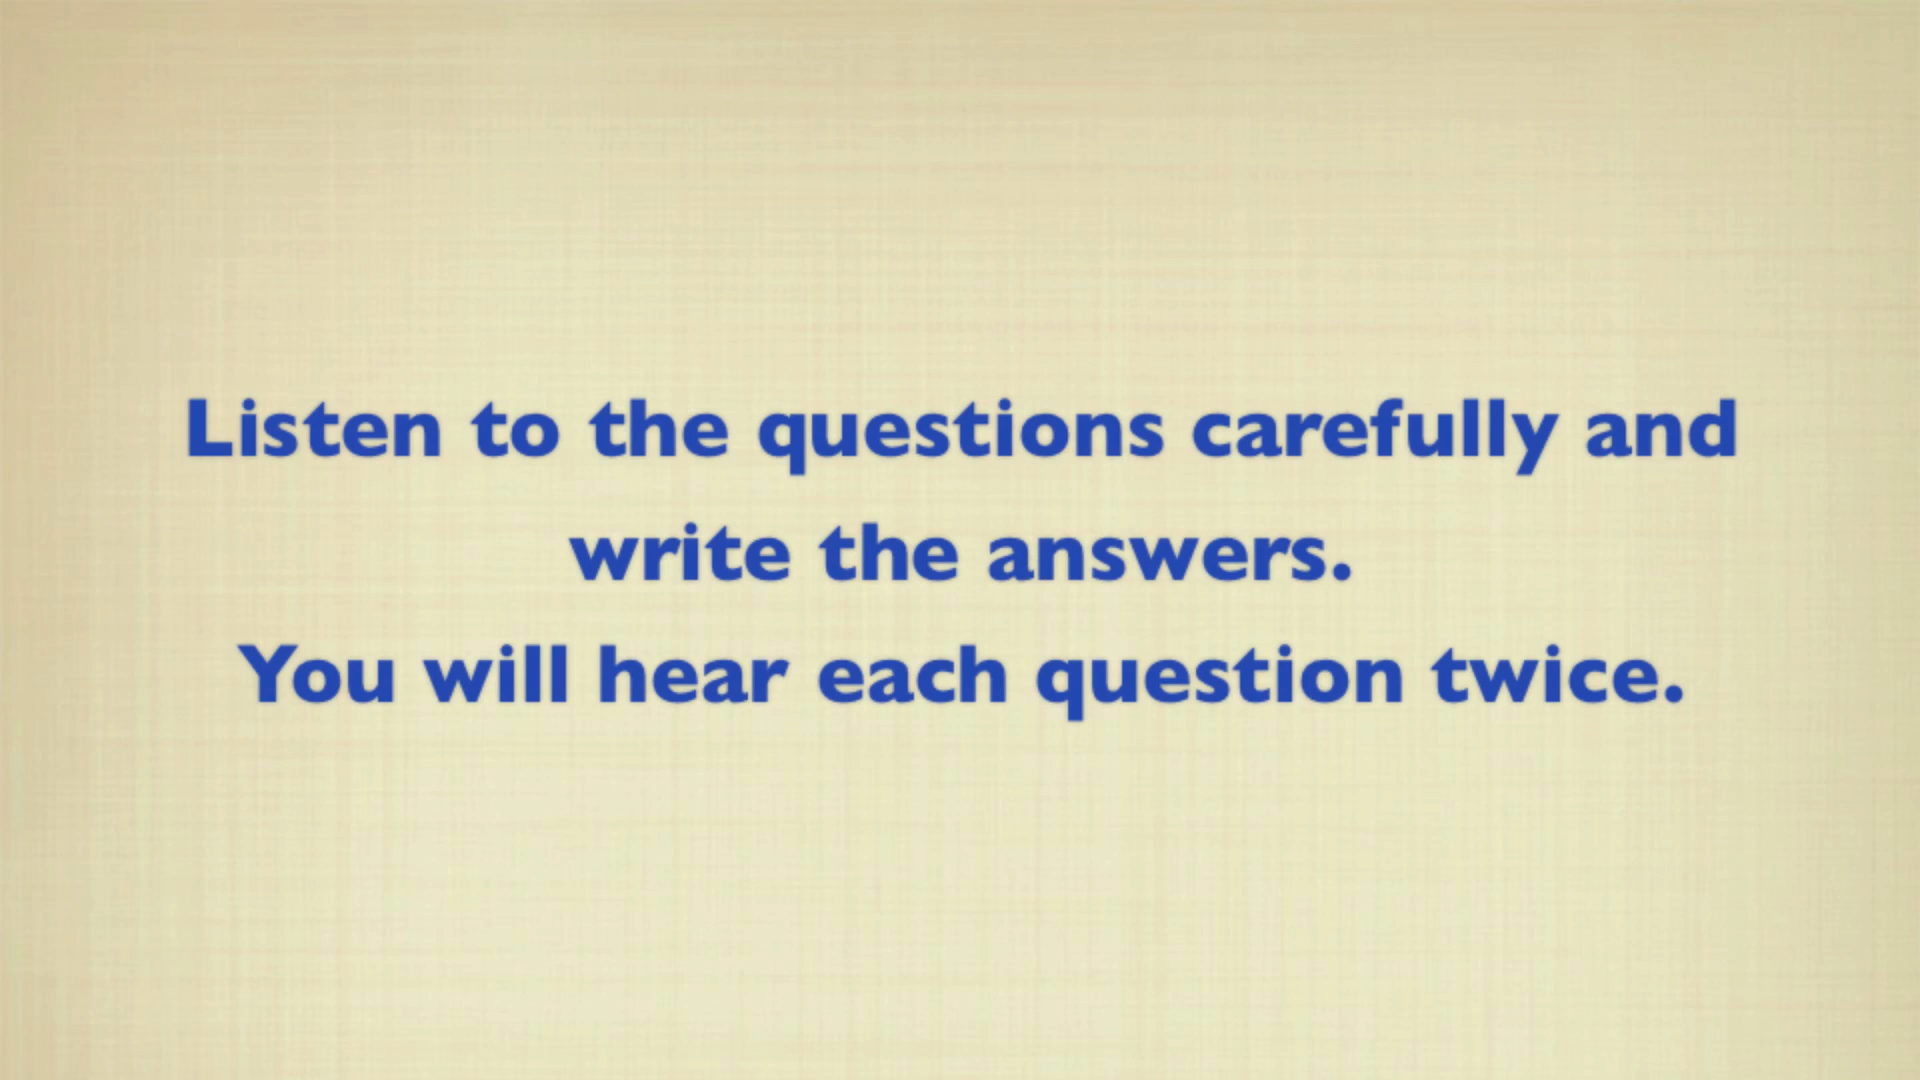 Listen to the questions carefully and
write the answers.
You will hear each question twice.